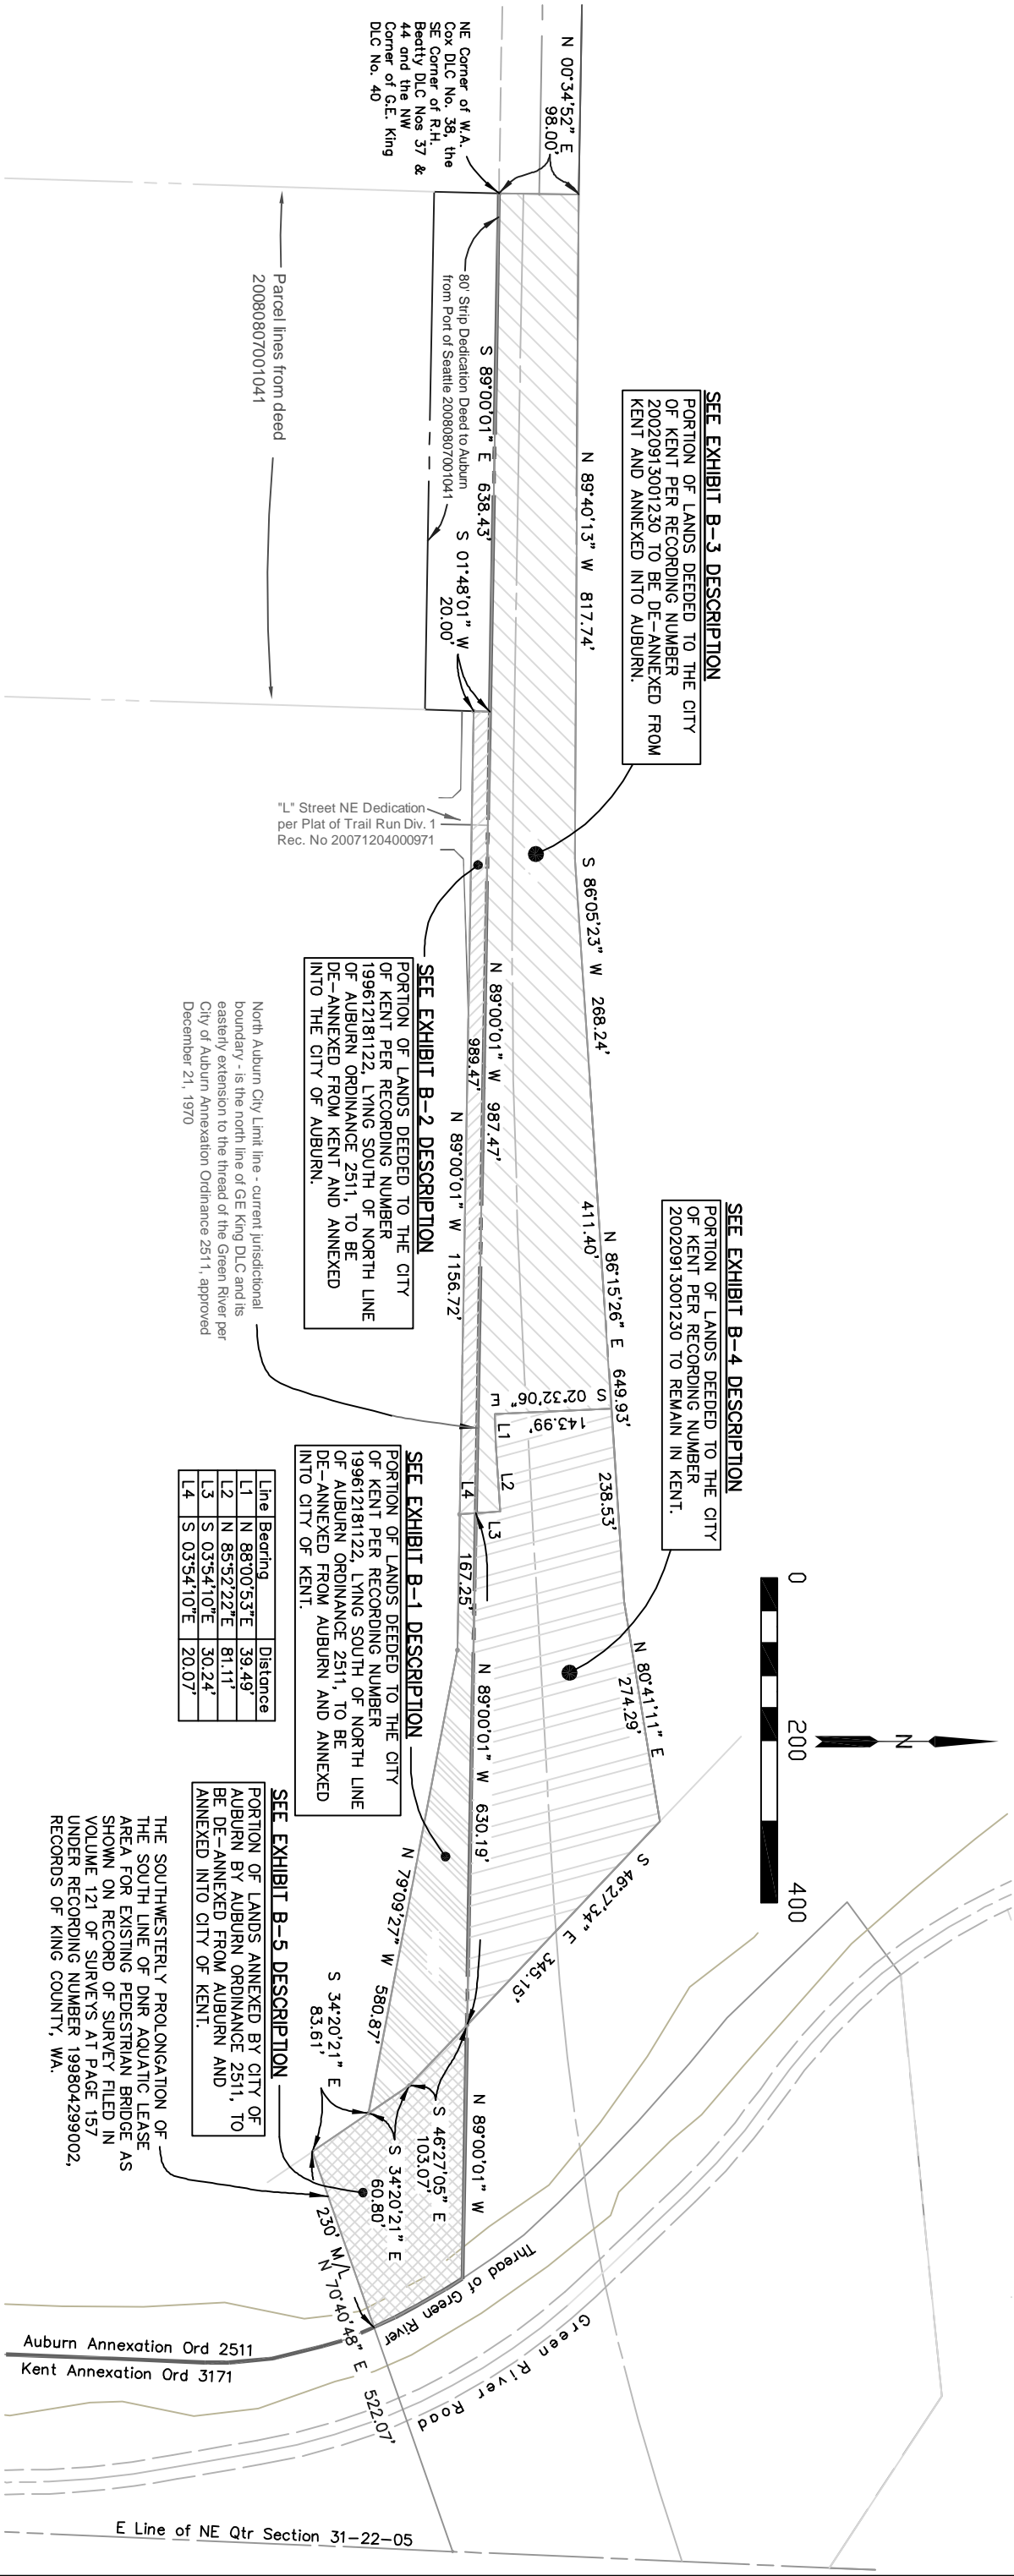 N 00°34'52" E
98.00'
NE Corner of W.A.
Cox DLC No. 38, the
SE Corner of R.H.
Beatty DLC Nos 37 &
44 and the NW
Corner of G.E. King
DLC No. 40
Parcel lines from deed
20080807001041
80' Strip Dedication Deed to Auburn
from Port of Seattle 20080807001041
S 89°00'01" E 638.43'
S 01°48'01" W
20.00'
SEE EXHIBIT B-3 DESCRIPTION
PORTION OF LANDS DEEDED TO THE CITY
OF KENT PER RECORDING NUMBER
20020913001230 TO BE DE-ANNEXED FROM
KENT AND ANNEXED INTO AUBURN.
N 89°40'13" W 817.74'
"L" Street NE Dedication
per Plat of Trail Run Div. 1
Rec. No 20071204000971
S 86°05'23" W 268.24'
SEE EXHIBIT B-2 DESCRIPTION
PORTION OF LANDS DEEDED TO THE CITY
OF KENT PER RECORDING NUMBER
199612181122, LYING SOUTH OF NORTH LINE
OF AUBURN ORDINANCE 2511, TO BE
DE-ANNEXED FROM KENT AND ANNEXED
INTO THE CITY OF AUBURN.
N 89°00'01" W 987.47'
989.47'
N 89°00'01" W 1156.72'
North Auburn City Limit line - current jurisdictional
boundary - is the north line of GE King DLC and its
easterly extension to the thread of the Green River per
City of Auburn Annexation Ordinance 2511, approved
December 21, 1970
411.40'
N 86°15'26" E 649.93'
SEE EXHIBIT B-4 DESCRIPTION
PORTION OF LANDS DEEDED TO THE CITY
OF KENT PER RECORDING NUMBER
20020913001230 TO REMAIN IN KENT.
S 02°32'06" E
143.99'
L1
L2
L3
L4
238.53'
167.25'
SEE EXHIBIT B-1 DESCRIPTION
PORTION OF LANDS DEEDED TO THE CITY
OF KENT PER RECORDING NUMBER
199612181122, LYING SOUTH OF NORTH LINE
OF AUBURN ORDINANCE 2511, TO BE
DE-ANNEXED FROM AUBURN AND ANNEXED
INTO CITY OF KENT.
Line Bearing Distance
L1 N 88°00'53"E 39.49'
L2 N 85°52'22"E 81.11'
L3 S 03°54'10"E 30.24'
L4 S 03°54'10"E 20.07'
0 200 400
N
N 80°41'11" E
274.29'
N 89°00'01" W 630.19'
S 46°27'34" E 345.15'
N 79°09'27" W 580.87'
SEE EXHIBIT B-5 DESCRIPTION
PORTION OF LANDS ANNEXED BY CITY OF
AUBURN BY AUBURN ORDINANCE 2511, TO
BE DE-ANNEXED FROM AUBURN AND
ANNEXED INTO CITY OF KENT.
THE SOUTHWESTERLY PROLONGATION OF
THE SOUTH LINE OF DNR AQUATIC LEASE
AREA FOR EXISTING PEDESTRIAN BRIDGE AS
SHOWN ON RECORD OF SURVEY FILED IN
VOLUME 121 OF SURVEYS AT PAGE 157
UNDER RECORDING NUMBER 199804299002,
RECORDS OF KING COUNTY, WA.
S 34°20'21" E
83.61'
S 46°27'05" E
103.07'
S 34°20'21" E
60.80'
N 89°00'01" W
230' M/L
N 70°40'48" E 522.07'
Thread of Green River
Green River Road
Auburn Annexation Ord 2511
Kent Annexation Ord 3171
E Line of NE Qtr Section 31-22-05